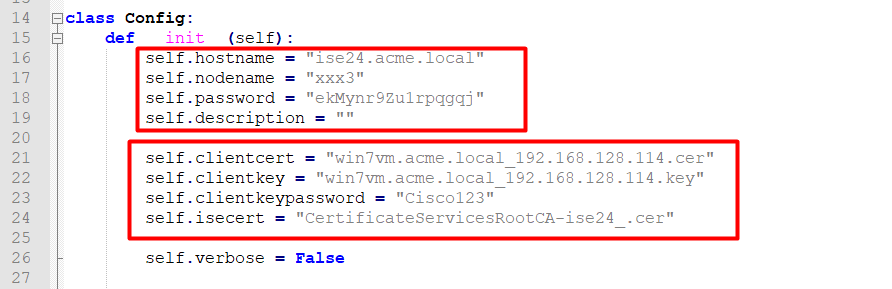 14 class Config:
15 def __init__(self):
16 self.hostname = "ise24.acme.local"
17 self.nodename = "xxx3"
18 self.password = "ekMynr9Zu1rpqgqj"
19 self.description = ""
20
21 self.clientcert = "win7vm.acme.local_192.168.128.114.cer"
22 self.clientkey = "win7vm.acme.local_192.168.128.114.key"
23 self.clientkeypassword = "Cisco123"
24 self.isecert = "CertificateServicesRootCA-ise24_.cer"
25
26 self.verbose = False
27